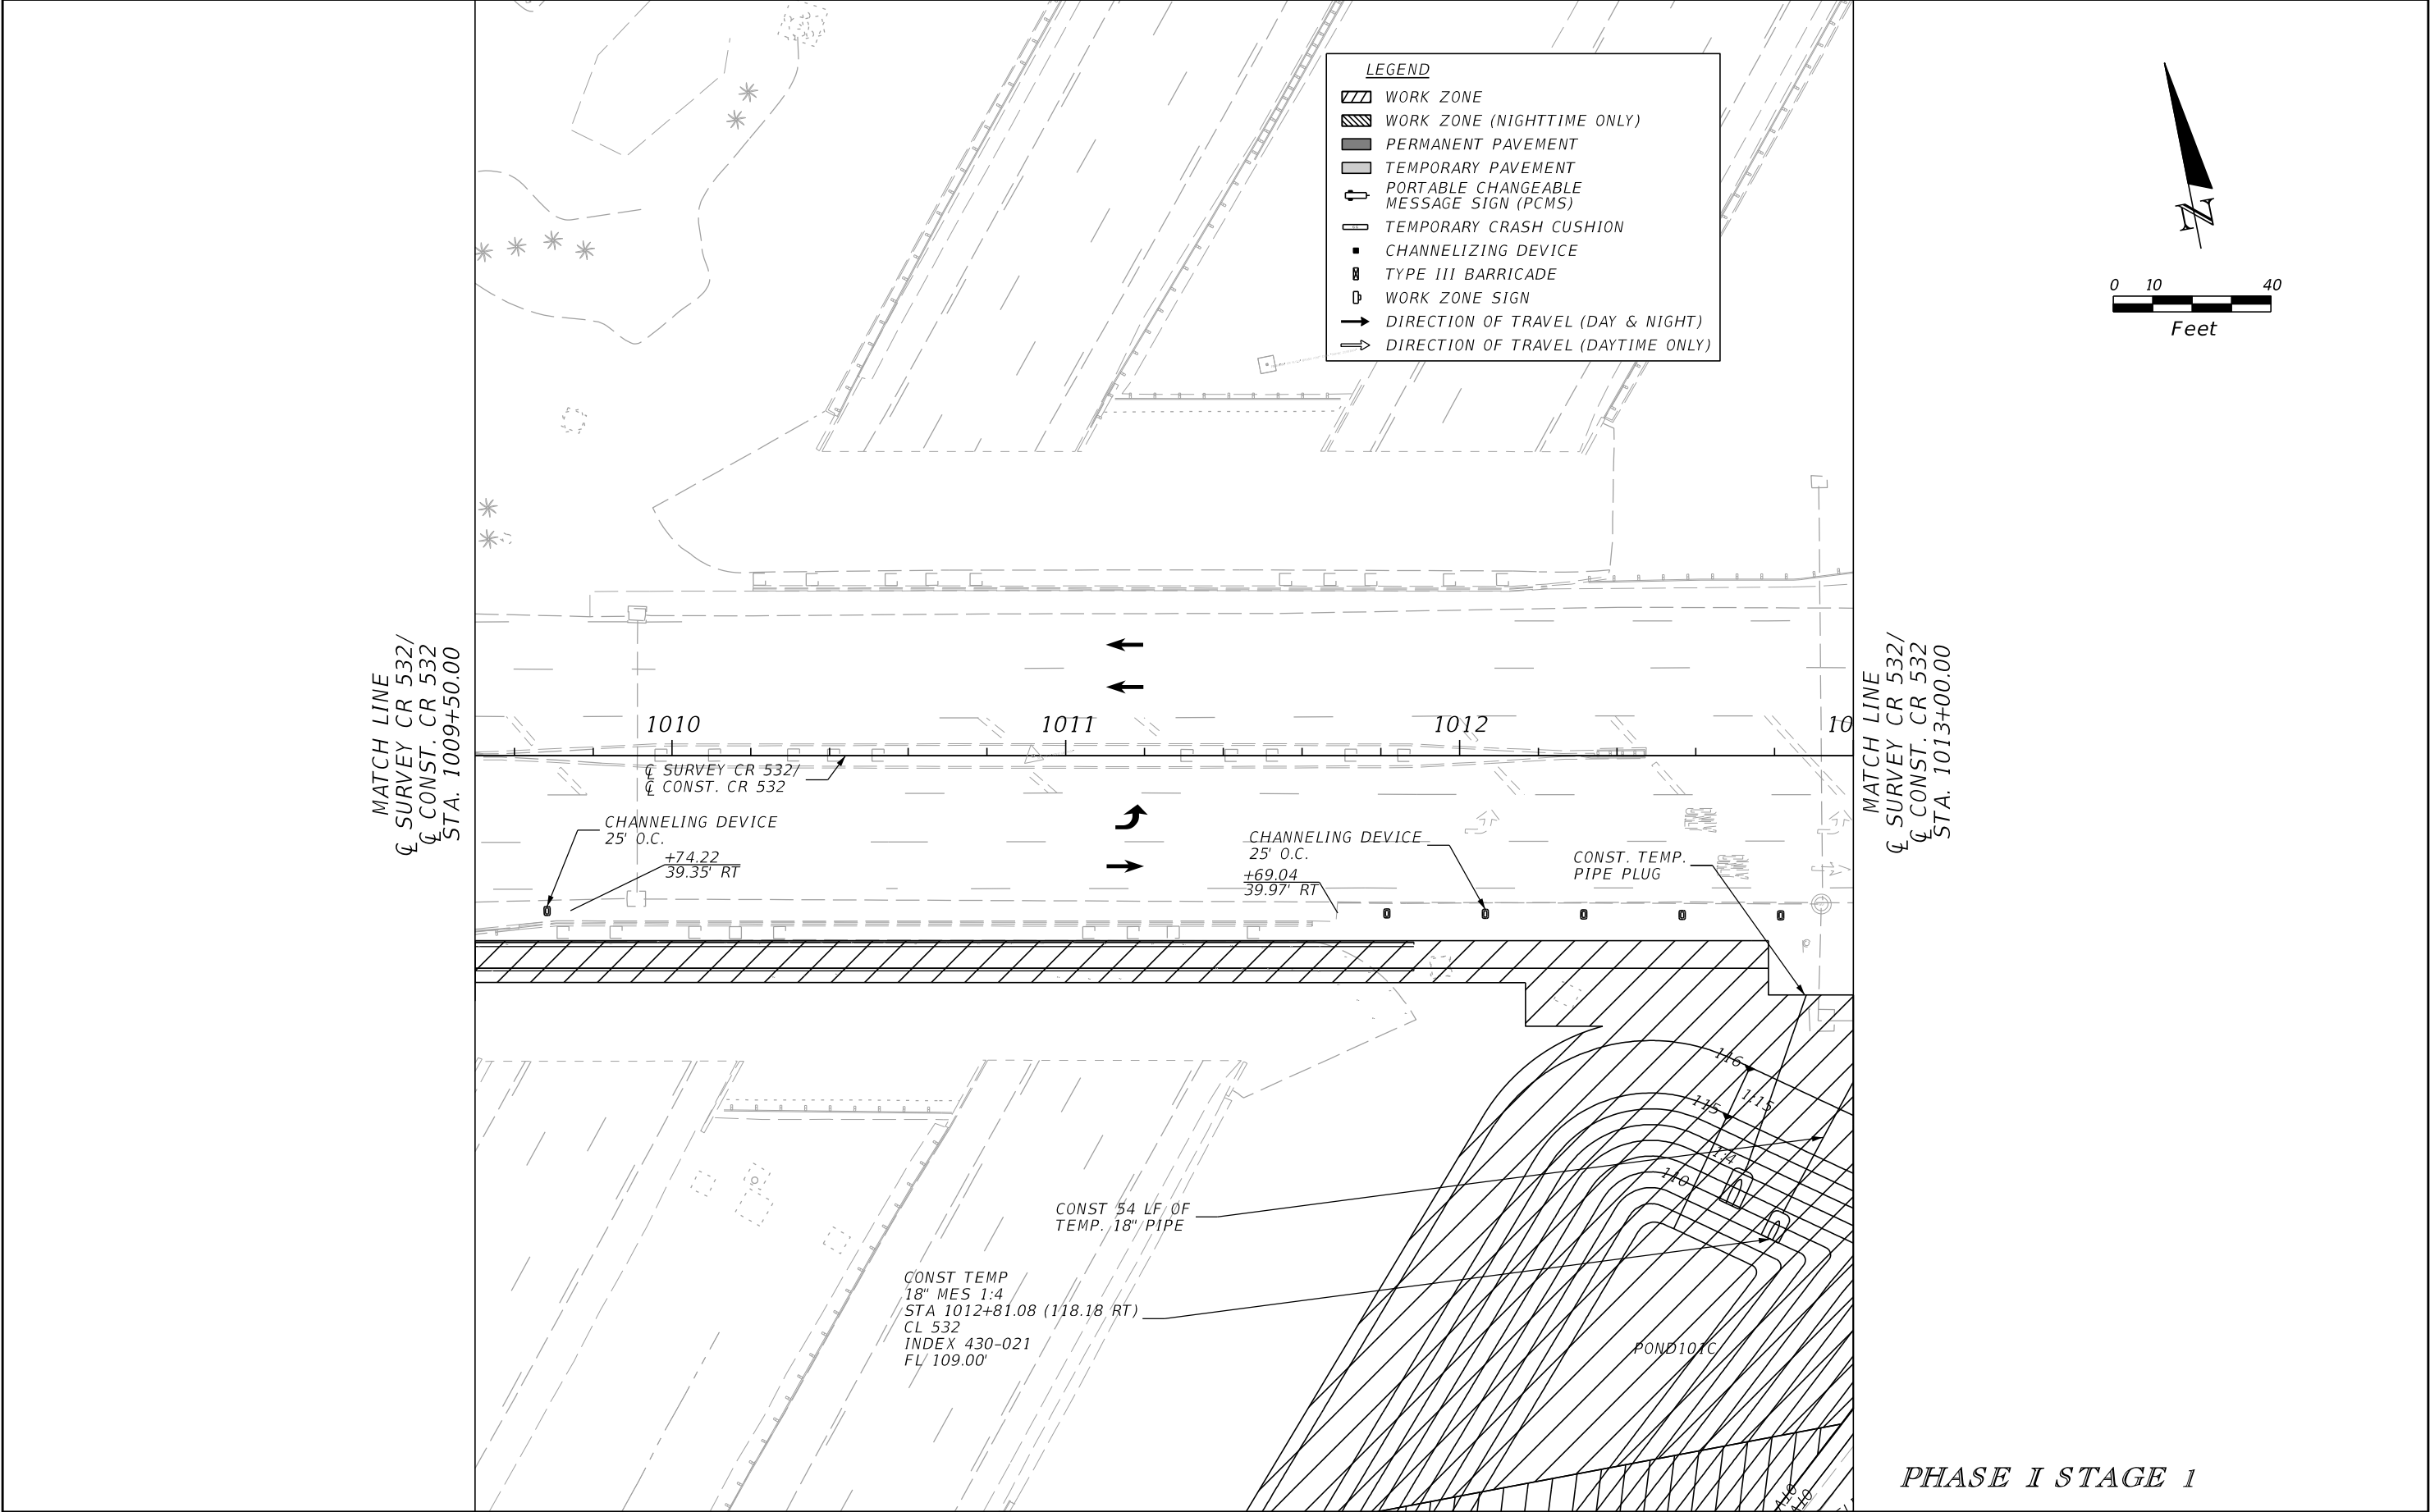 LEGEND
WORK ZONE
WORK ZONE (NIGHTTIME ONLY)
PERMANENT PAVEMENT
TEMPORARY PAVEMENT
PORTABLE CHANGEABLE
MESSAGE SIGN (PCMS)
TEMPORARY CRASH CUSHION
CHANNELIZING DEVICE
TYPE III BARRICADE
WORK ZONE SIGN
DIRECTION OF TRAVEL (DAY & NIGHT)
DIRECTION OF TRAVEL (DAYTIME ONLY)
N
0 10 40
Feet
MATCH LINE
℄ SURVEY CR 532/
℄ CONST. CR 532
STA. 1009+50.00
1010 1011 1012 10
℄ SURVEY CR 532/
℄ CONST. CR 532
MATCH LINE
℄ SURVEY CR 532/
℄ CONST. CR 532
STA. 1013+00.00
CHANNELING DEVICE
25' O.C.
+74.22
39.35' RT
CHANNELING DEVICE
25' O.C.
+69.04
39.97' RT
CONST. TEMP.
PIPE PLUG
116
1:15
115
1:4
110
CONST 54 LF OF
TEMP. 18" PIPE
CONST TEMP
18" MES 1:4
STA 1012+81.08 (118.18 RT)
CL 532
INDEX 430-021
FL 109.00'
POND101C
PHASE I STAGE 1